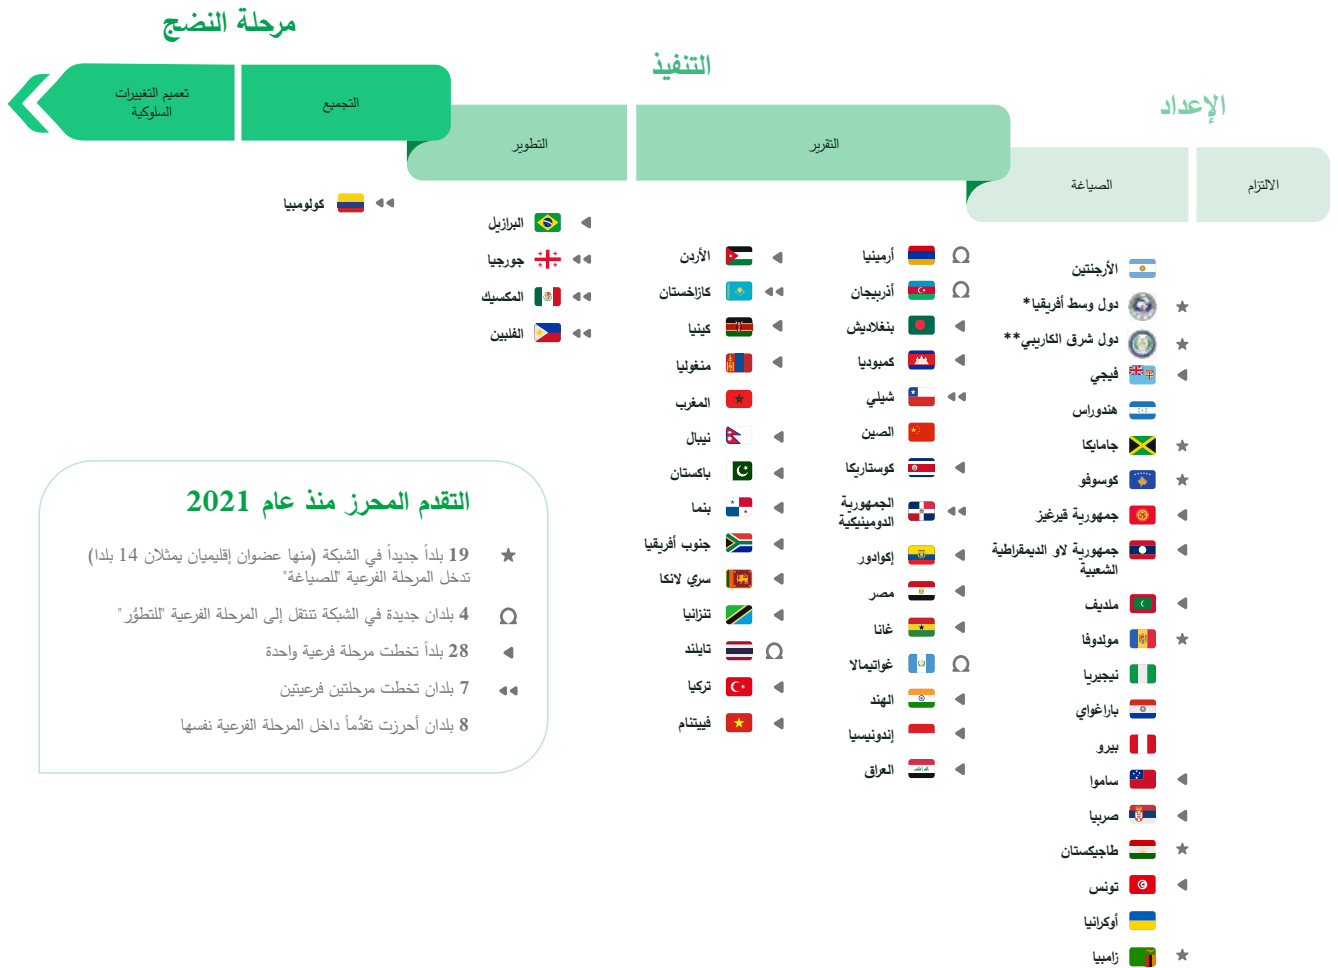 مرحلة النضج
التنفيذ
الإعداد
الالتزام
الصياغة
التقرير
التطوير
التجميع
تعميم التغييرات
السلوكية
الأرجنتين
دول وسط أفريقيا*
دول شرق الكاريبي**
فيجي
هندوراس
جامايكا
كوسوفو
جمهورية قيرغيز
جمهورية لاو الديمقراطية
الشعبية
ملديف
مولدوفا
نيجيريا
باراغواي
بيرو
ساموا
صربيا
طاجيكستان
تونس
أوكرانيا
زامبيا
أرمينيا
أذربيجان
بنغلاديش
كمبوديا
شيلي
الصين
كوستاريكا
الجمهورية
الدومينيكية
إكوادور
مصر
غانا
غواتيمالا
الهند
إندونيسيا
العراق
الأردن
كازاخستان
كينيا
منغوليا
المغرب
نيبال
باكستان
بنما
جنوب أفريقيا
سري لانكا
تنزانيا
تايلند
تركيا
فييتنام
البرازيل
جورجيا
المكسيك
الفلبين
كولومبيا
التقدم المحرز منذ عام 2021
19 بلداً جديداً في الشبكة (منها عضوان إقليميان يمثلان 14 بلدا)
تدخل المرحلة الفرعية "للصياغة"
4 بلدان جديدة في الشبكة تنتقل إلى المرحلة الفرعية "للتطوُر"
28 بلداً تخطت مرحلة فرعية واحدة
7 بلدان تخطت مرحلتين فرعيتين
8 بلدان أحرزت تقدُماً داخل المرحلة الفرعية نفسها